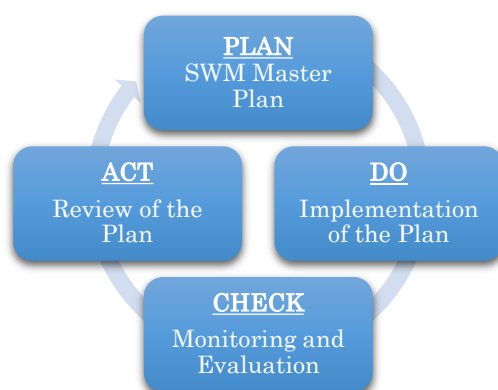 PLAN
SWM Master
Plan
ACT
Review of the
Plan
DO
Implementation
of the Plan
CHECK
Monitoring and
Evaluation